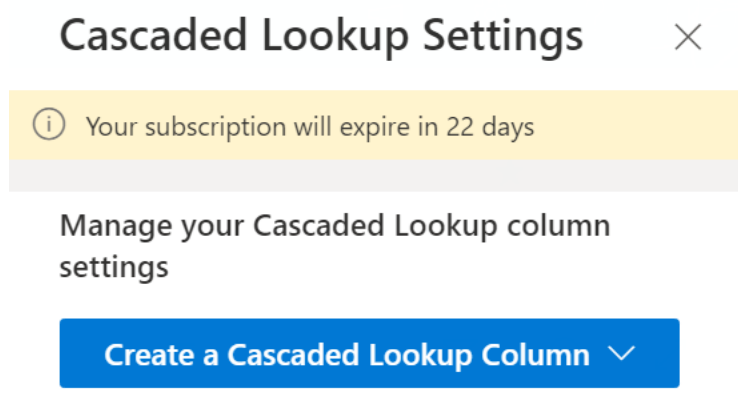 Cascaded Lookup Settings
Your subscription will expire in 22 days
Manage your Cascaded Lookup column
settings
Create a Cascaded Lookup Column